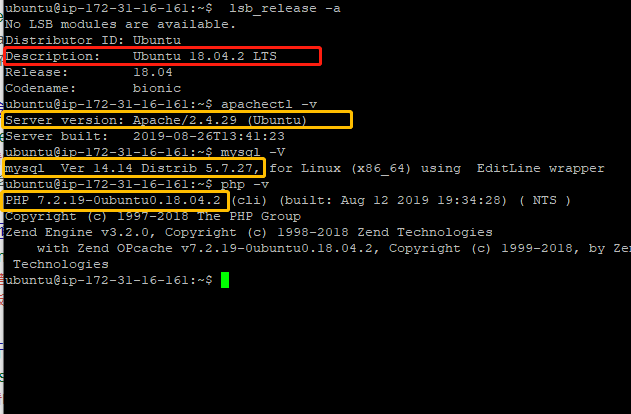 ubuntu@ip-172-31-16-161:~$  lsb_release -a
No LSB modules are available.
Distributor ID: Ubuntu
Description:    Ubuntu 18.04.2 LTS
Release:        18.04
Codename:       bionic
ubuntu@ip-172-31-16-161:~$ apachectl -v
Server version: Apache/2.4.29 (Ubuntu)
Server built:   2019-08-26T13:41:23
ubuntu@ip-172-31-16-161:~$ mysql -V
mysql  Ver 14.14 Distrib 5.7.27, for Linux (x86_64) using  EditLine wrapper
ubuntu@ip-172-31-16-161:~$ php -v
PHP 7.2.19-0ubuntu0.18.04.2 (cli) (built: Aug 12 2019 19:34:28) ( NTS )
Copyright (c) 1997-2018 The PHP Group
Zend Engine v3.2.0, Copyright (c) 1998-2018 Zend Technologies
    with Zend OPcache v7.2.19-0ubuntu0.18.04.2, Copyright (c) 1999-2018, by Zend
 Technologies
ubuntu@ip-172-31-16-161:~$